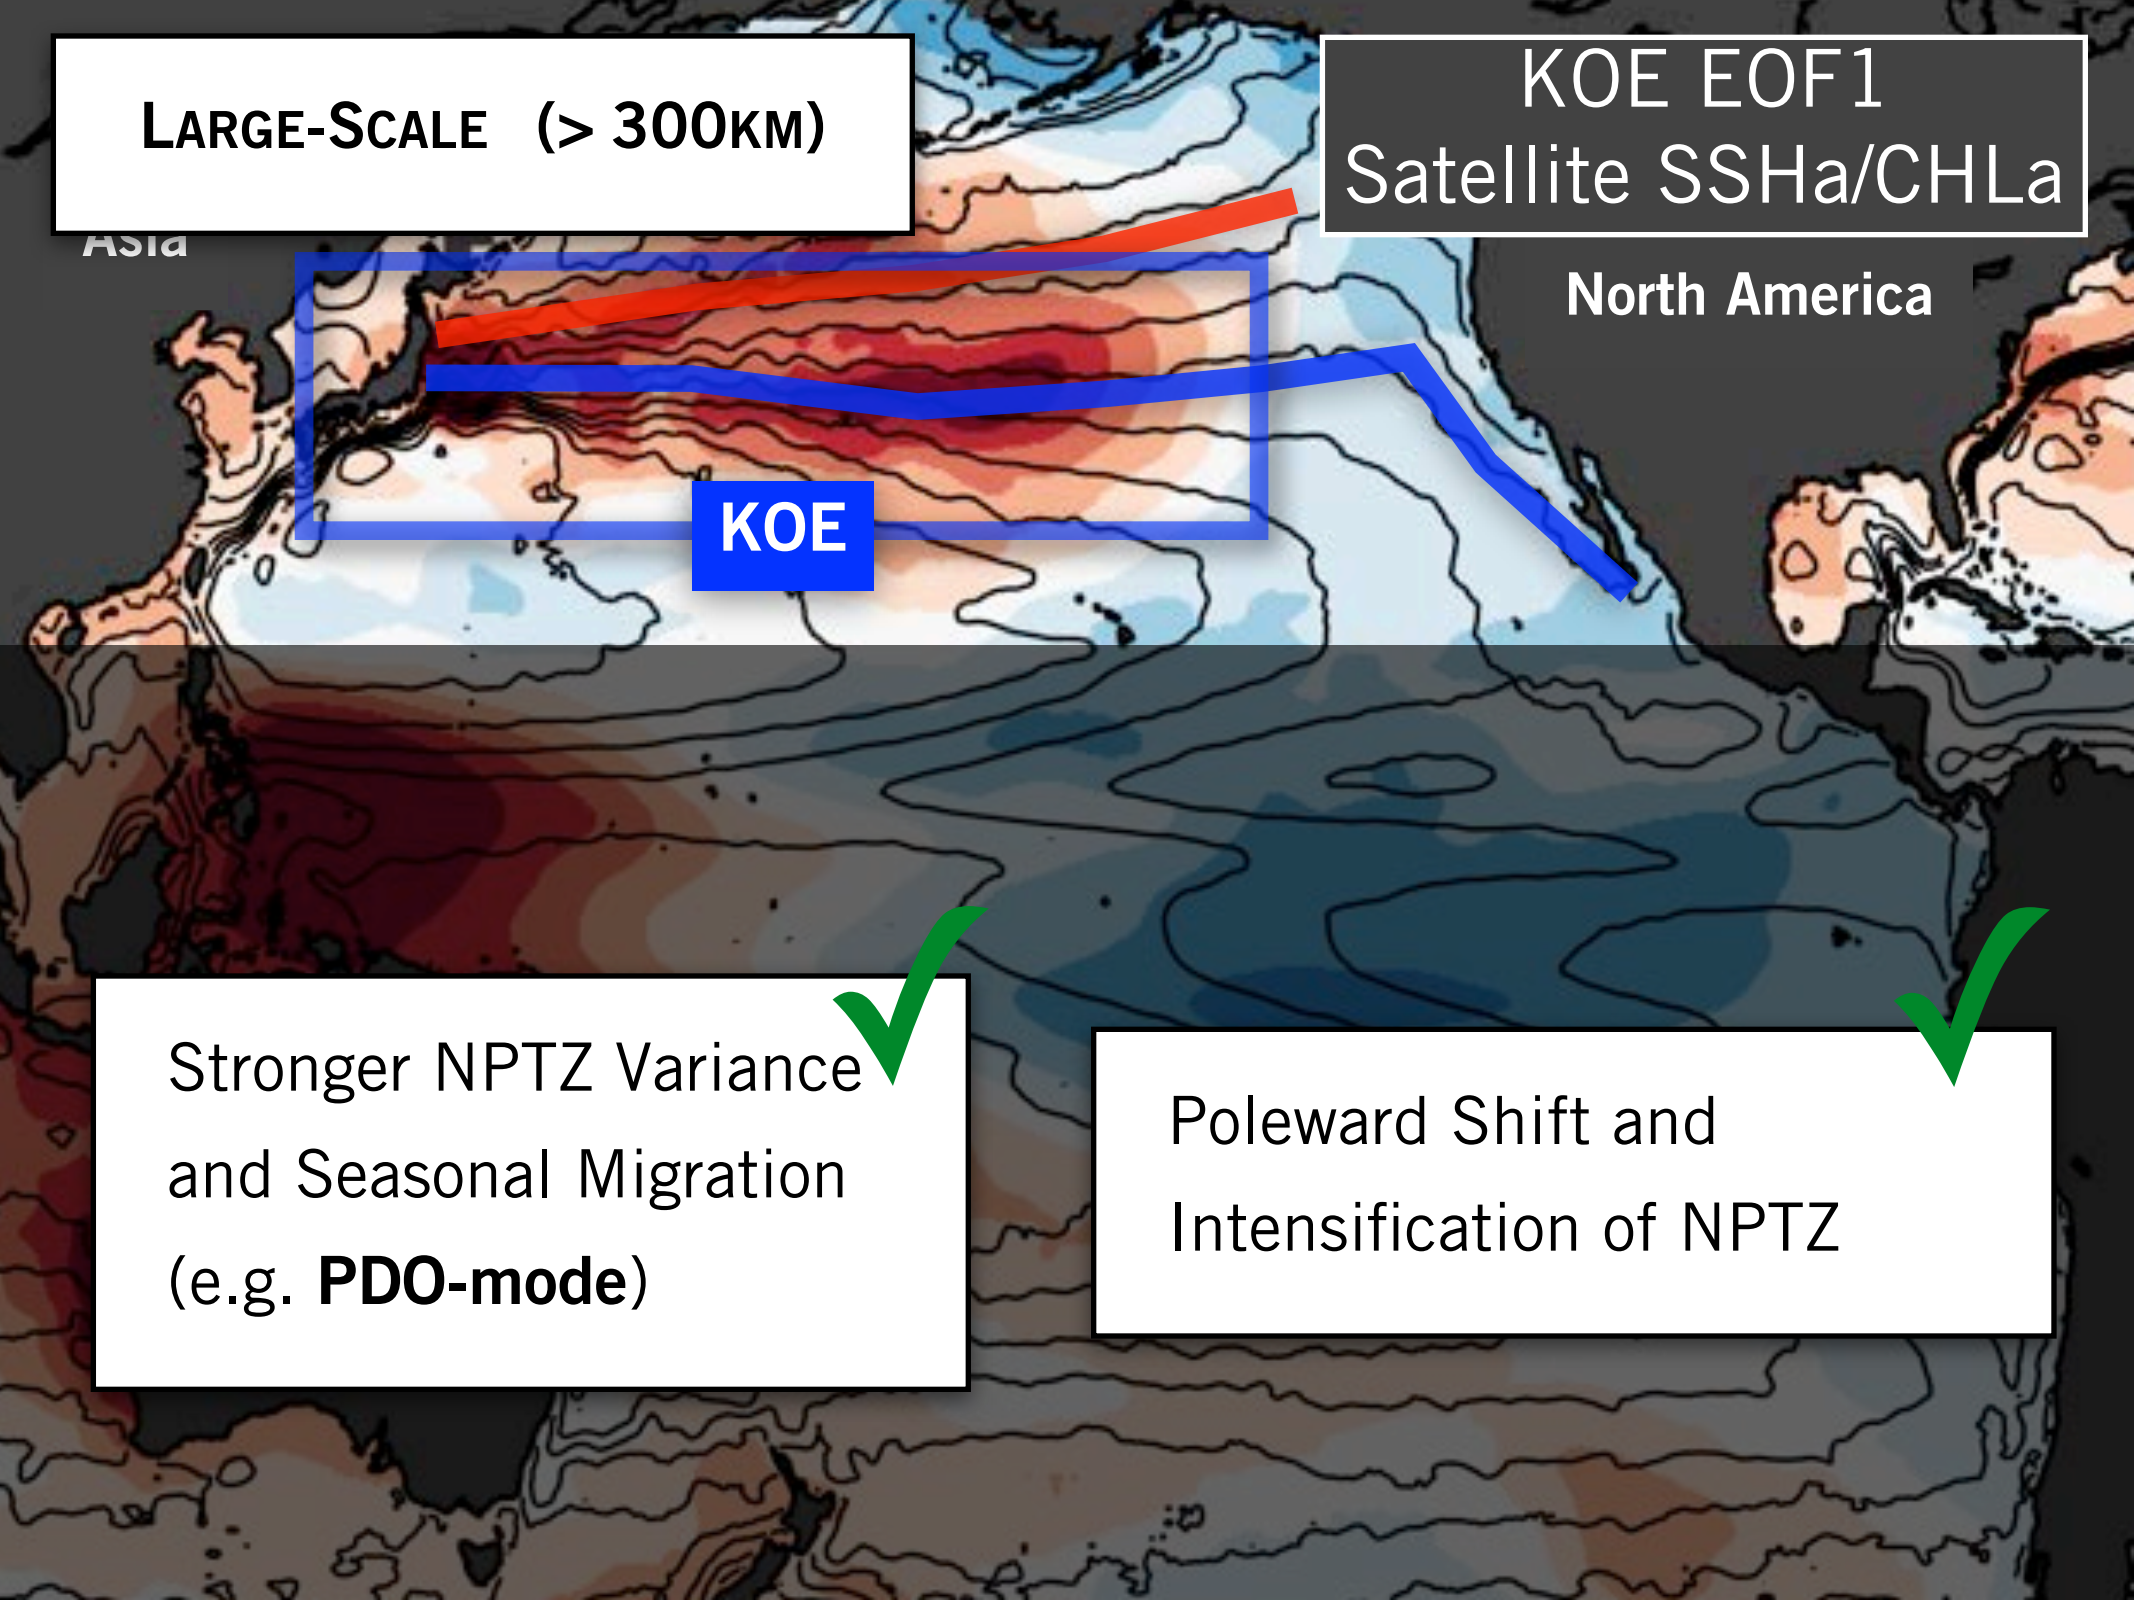 LARGE-SCALE (> 300KM)
KOE EOF1
Satellite SSHa/CHLa
Asia
North America
KOE
Stronger NPTZ Variance
and Seasonal Migration
(e.g. PDO-mode)
Poleward Shift and
Intensification of NPTZ